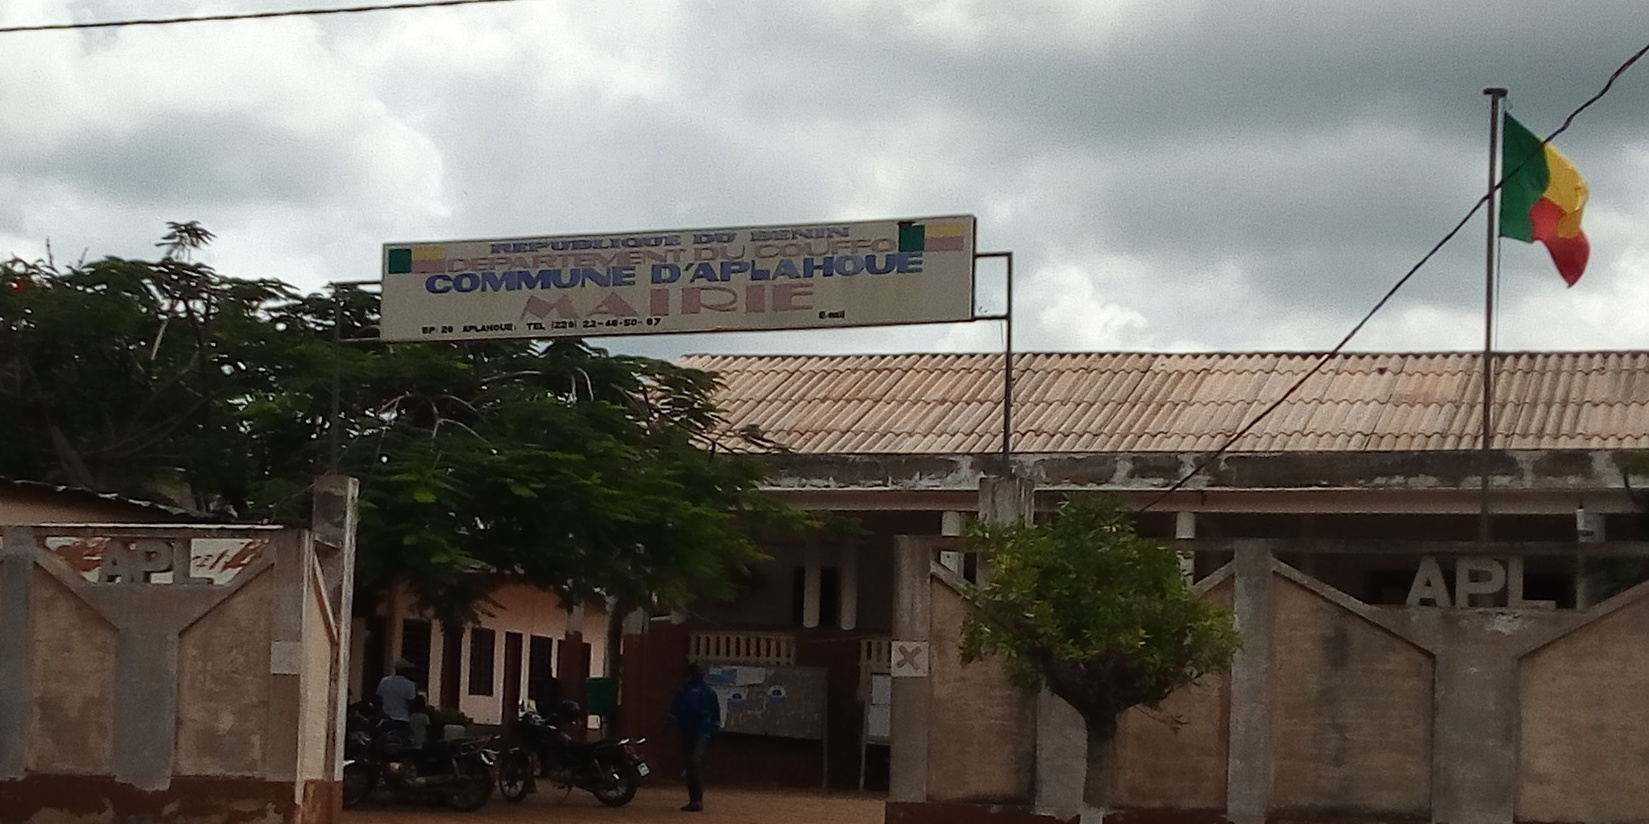 REPUBLIQUE DU BENIN
DEPARTEMENT DU COUFFO
COMMUNE D'APLAHOUE
MAIRIE
BP: 20 APLAHOUE: TEL (229) 22-46-50-87 E-mail
APL
APL